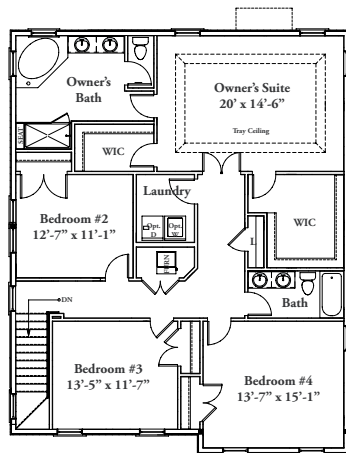 Owner's
Bath
Owner's Suite
20' x 14'-6"
Tray Ceiling
SEAT
WIC
Laundry
Bedroom #2
12'-7" x 11'-1"
Opt.
D
Opt.
W
WIC
L
FURN
DN
Bath
Bedroom #3
13'-5" x 11'-7"
Bedroom #4
13'-7" x 15'-1"